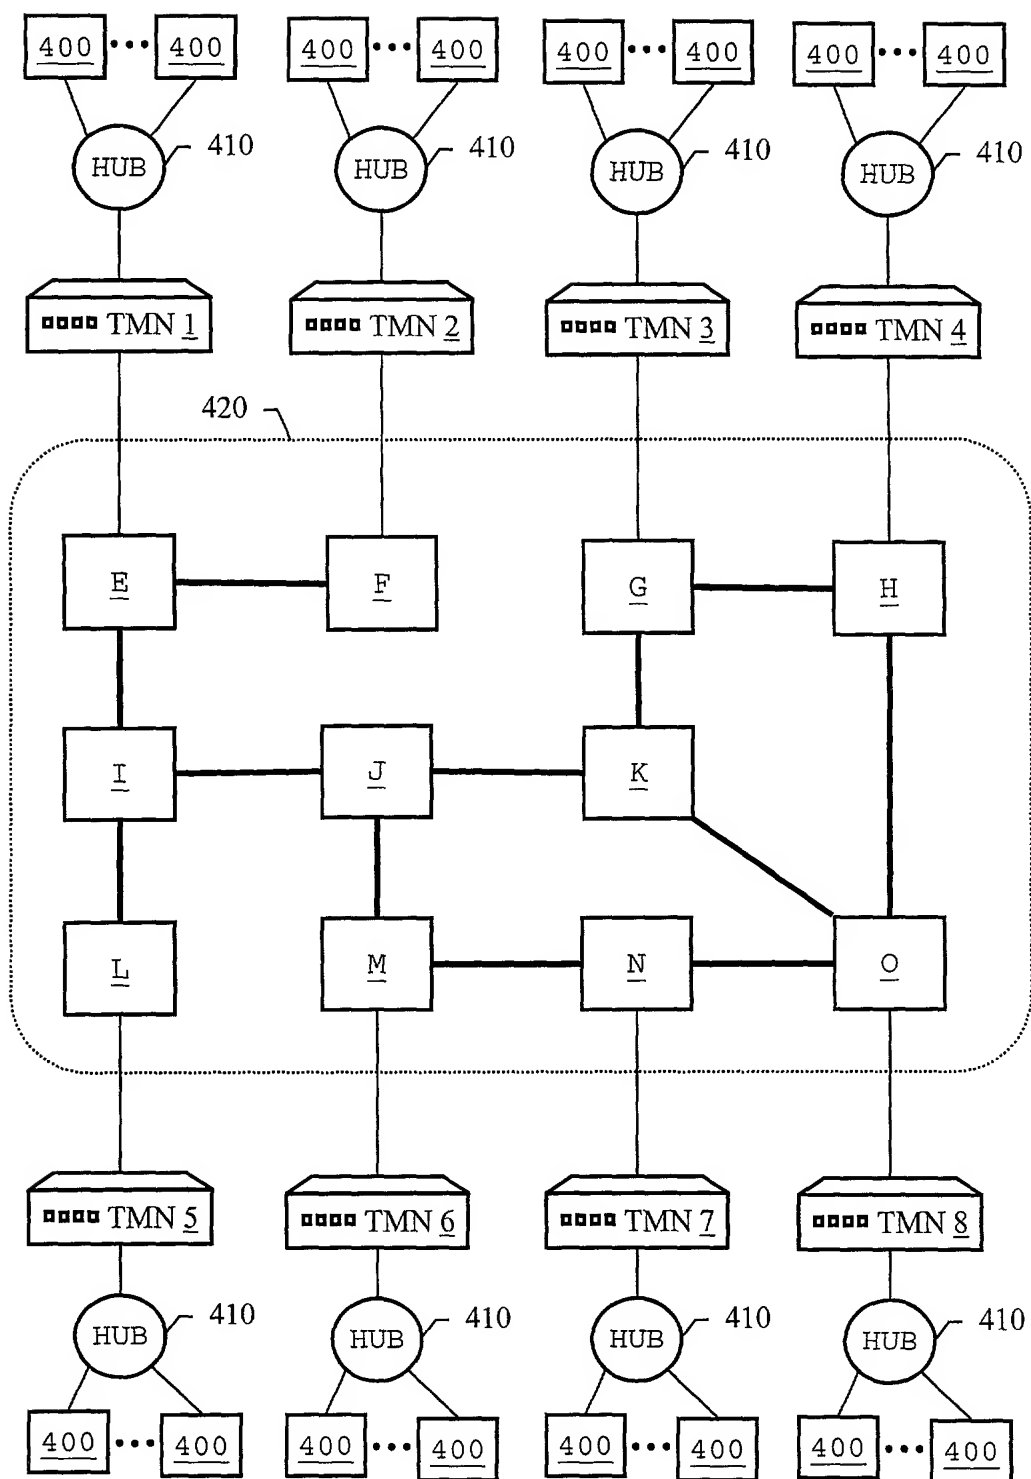 400 ••• 400 400 ••• 400 400 ••• 400 400 ••• 400
HUB 410 HUB 410 HUB 410 HUB 410
TMN 1 TMN 2 TMN 3 TMN 4
420
E F G H
I J K
L M N O
TMN 5 TMN 6 TMN 7 TMN 8
HUB 410 HUB 410 HUB 410 HUB 410
400 ••• 400 400 ••• 400 400 ••• 400 400 ••• 400